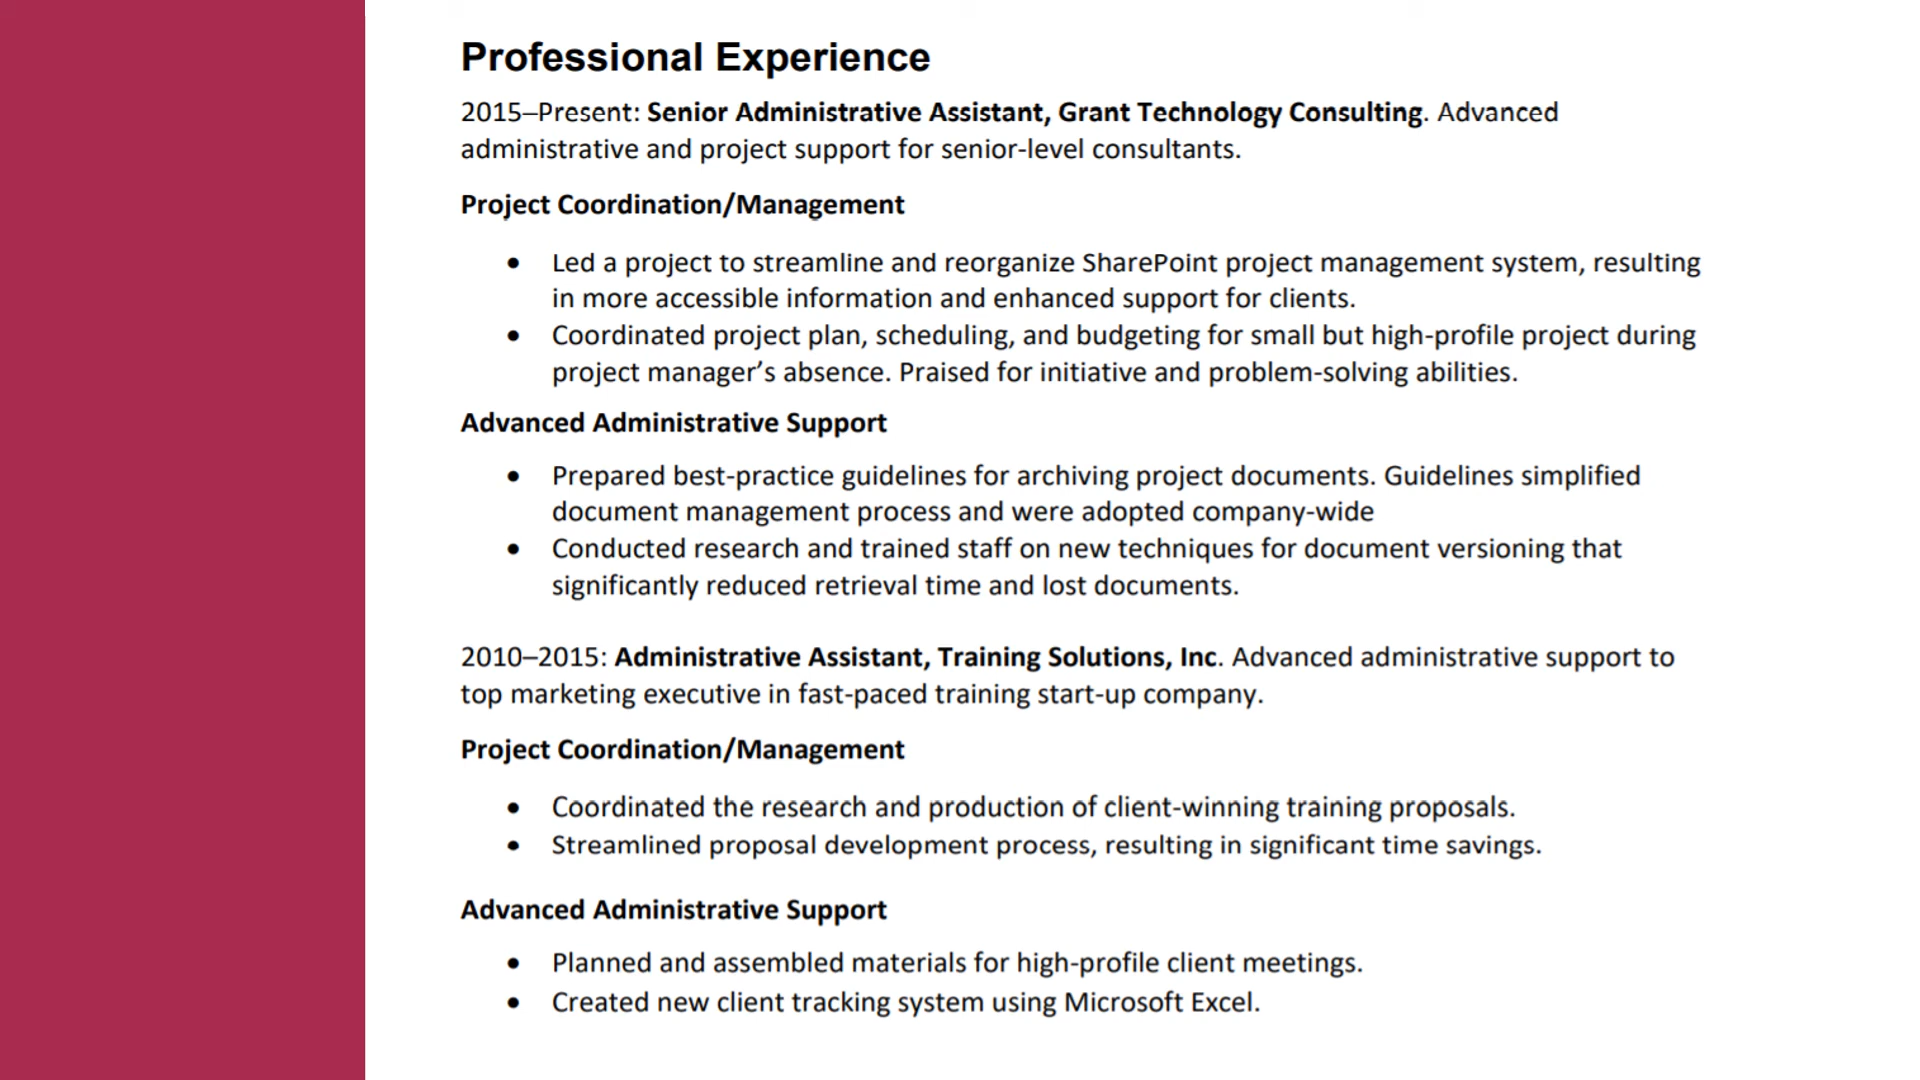 Professional Experience
2015–Present: Senior Administrative Assistant, Grant Technology Consulting. Advanced
administrative and project support for senior-level consultants.
Project Coordination/Management
• Led a project to streamline and reorganize SharePoint project management system, resulting
in more accessible information and enhanced support for clients.
• Coordinated project plan, scheduling, and budgeting for small but high-profile project during
project manager’s absence. Praised for initiative and problem-solving abilities.
Advanced Administrative Support
• Prepared best-practice guidelines for archiving project documents. Guidelines simplified
document management process and were adopted company-wide
• Conducted research and trained staff on new techniques for document versioning that
significantly reduced retrieval time and lost documents.
2010–2015: Administrative Assistant, Training Solutions, Inc. Advanced administrative support to
top marketing executive in fast-paced training start-up company.
Project Coordination/Management
• Coordinated the research and production of client-winning training proposals.
• Streamlined proposal development process, resulting in significant time savings.
Advanced Administrative Support
• Planned and assembled materials for high-profile client meetings.
• Created new client tracking system using Microsoft Excel.